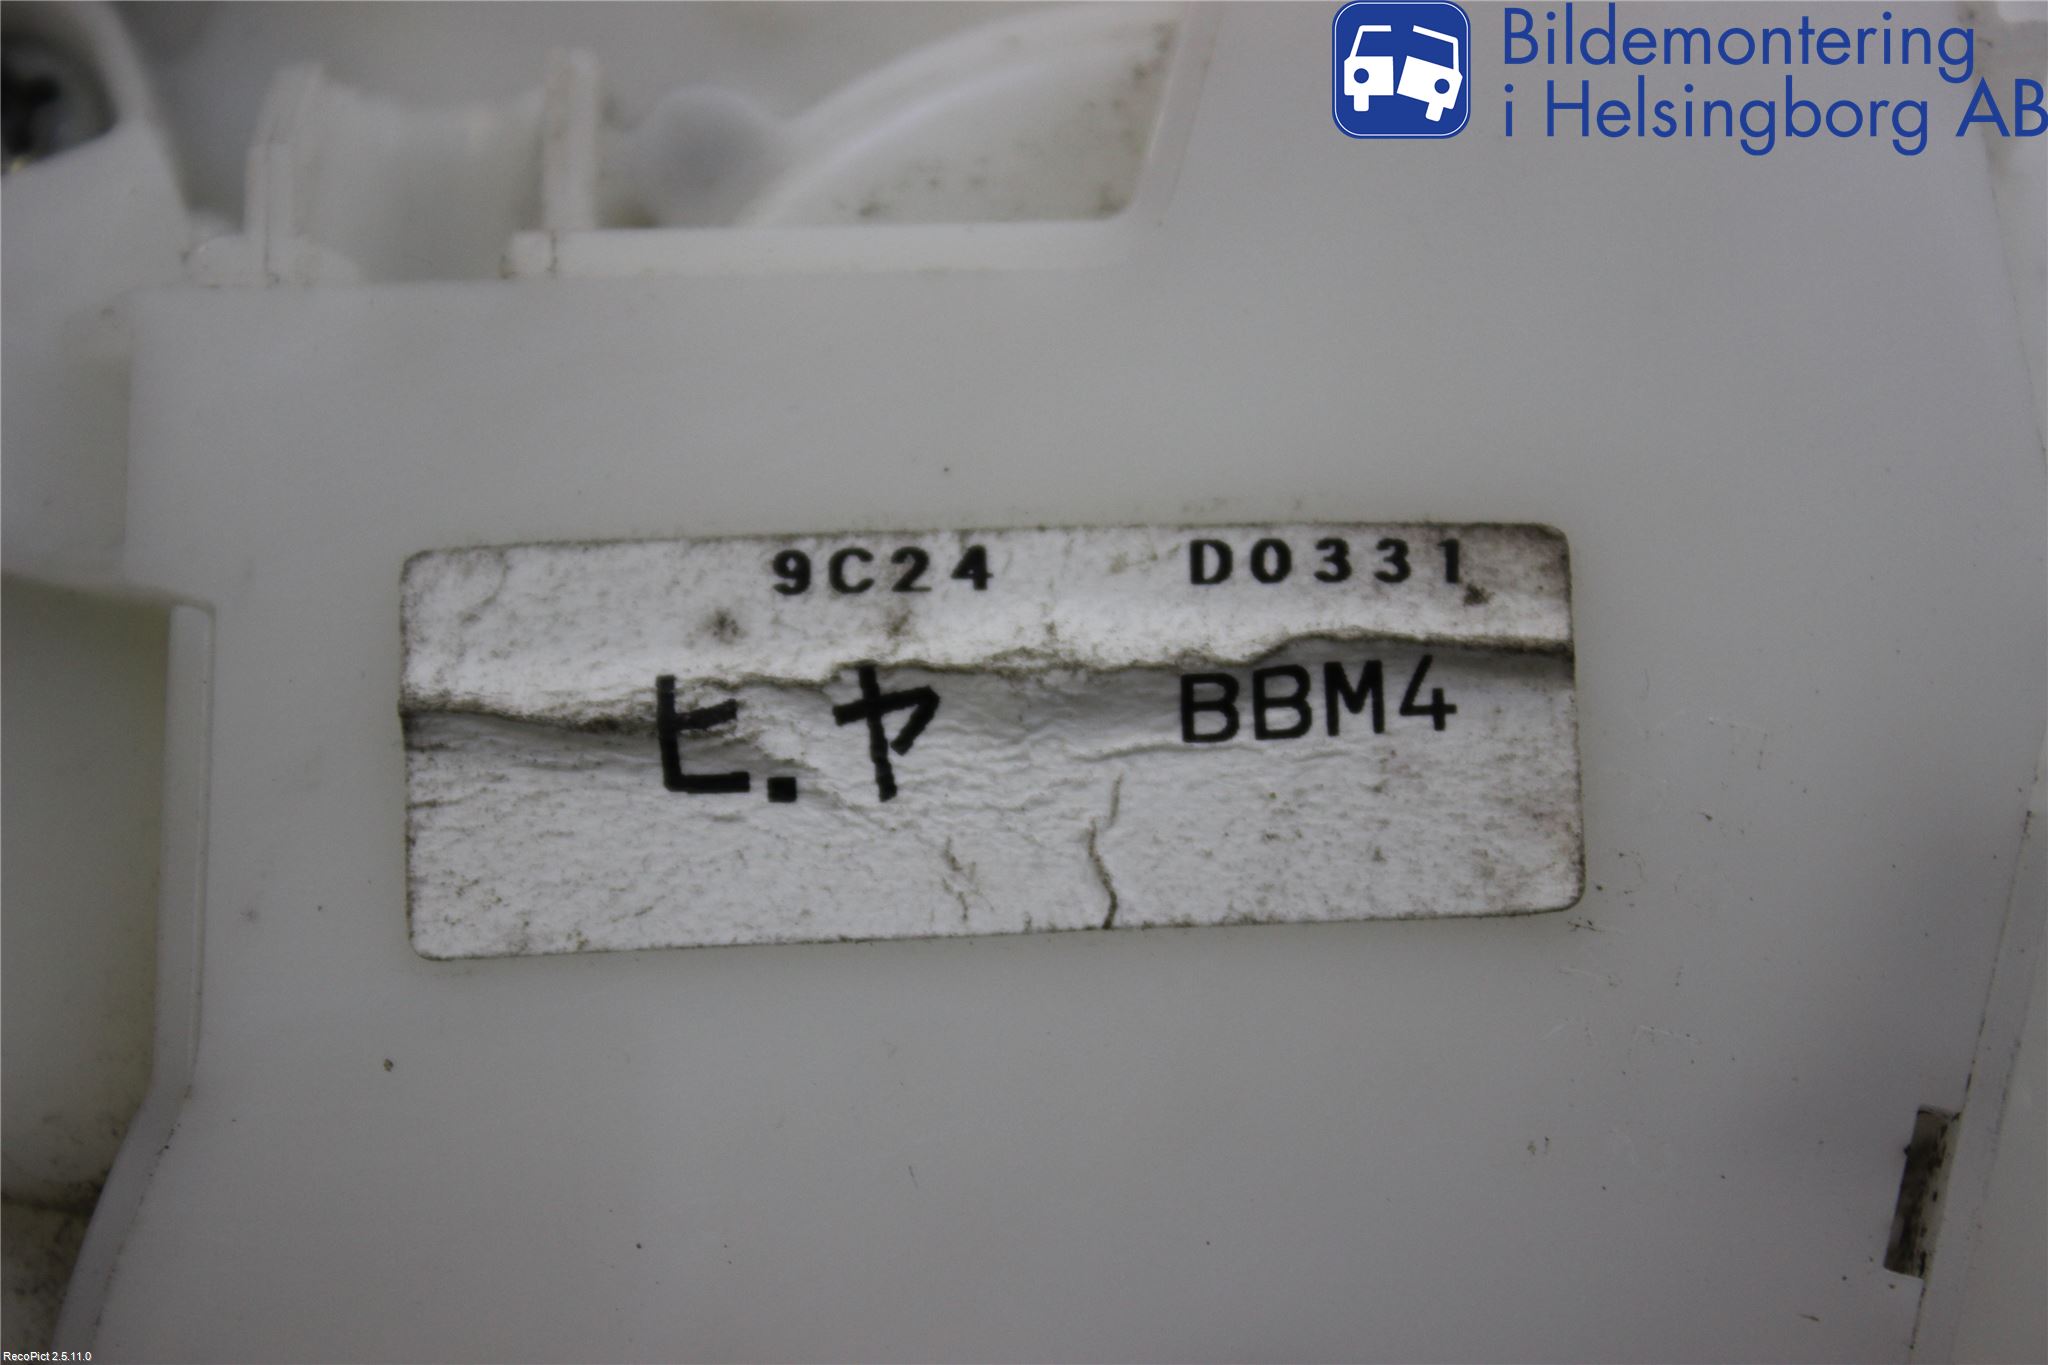 Bildemontering
i Helsingborg AB
9C24 D0331
ヒ.ヤ BBM4
RecoPict 2.5.11.0